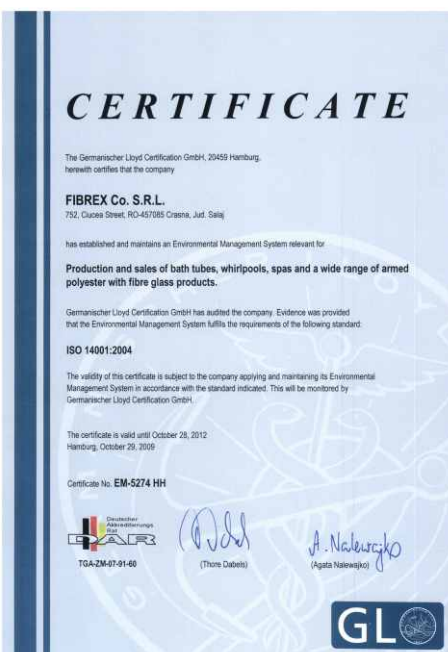 CERTIFICATE
The Germanischer Lloyd Certification GmbH, 20459 Hamburg,
herewith certifies that the company
FIBREX Co. S.R.L.
752, Ciucea Street, RO-457085 Crasna, Jud. Salaj
has established and maintains an Environmental Management System relevant for
Production and sales of bath tubes, whirlpools, spas and a wide range of armed
polyester with fibre glass products.
Germanischer Lloyd Certification GmbH has audited the company. Evidence was provided
that the Environmental Management System fulfills the requirements of the following standard:
ISO 14001:2004
The validity of this certificate is subject to the company applying and maintaining its Environmental
Management System in accordance with the standard indicated. This will be monitored by
Germanischer Lloyd Certification GmbH.
The certificate is valid until October 28, 2012
Hamburg, October 29, 2009
Certificate No. EM-5274 HH
Deutscher
Akkreditierungs
Rat
DAR
TGA-ZM-07-91-60
A. Nalewajko
(Thore Dabels)
(Agata Nalewajko)
GL